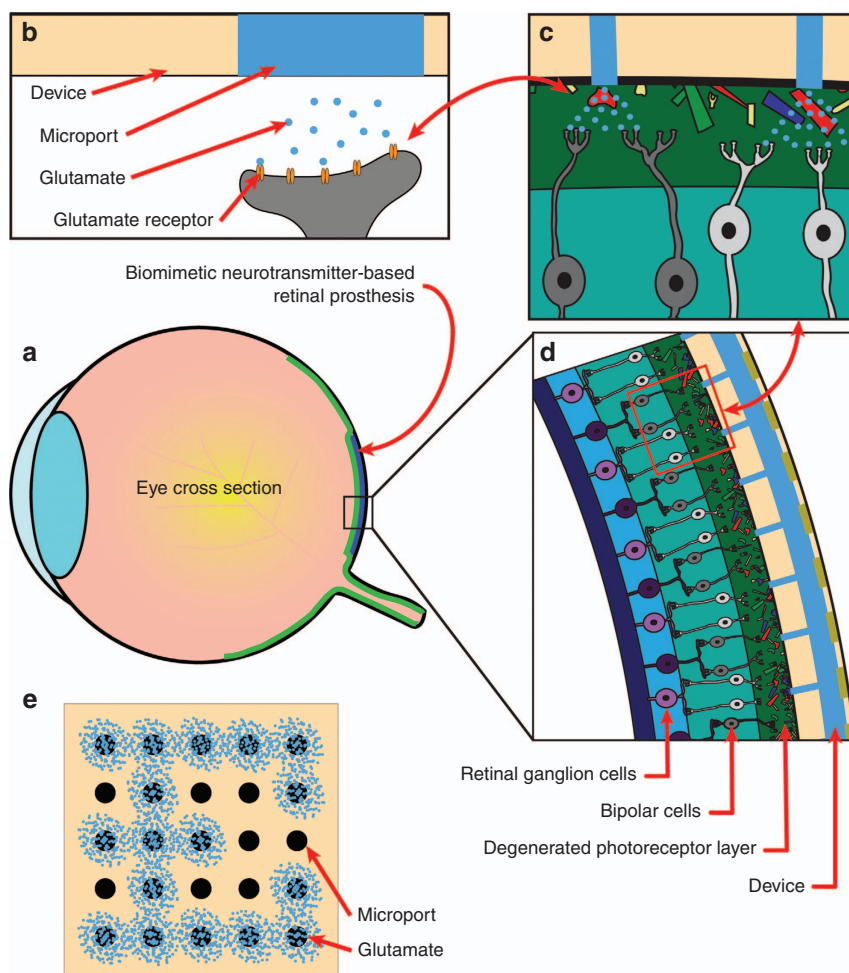 b
Device
Microport
Glutamate
Glutamate receptor
c
Biomimetic neurotransmitter-based
retinal prosthesis
a
Eye cross section
d
Retinal ganglion cells
Bipolar cells
Degenerated photoreceptor layer
Device
e
Microport
Glutamate